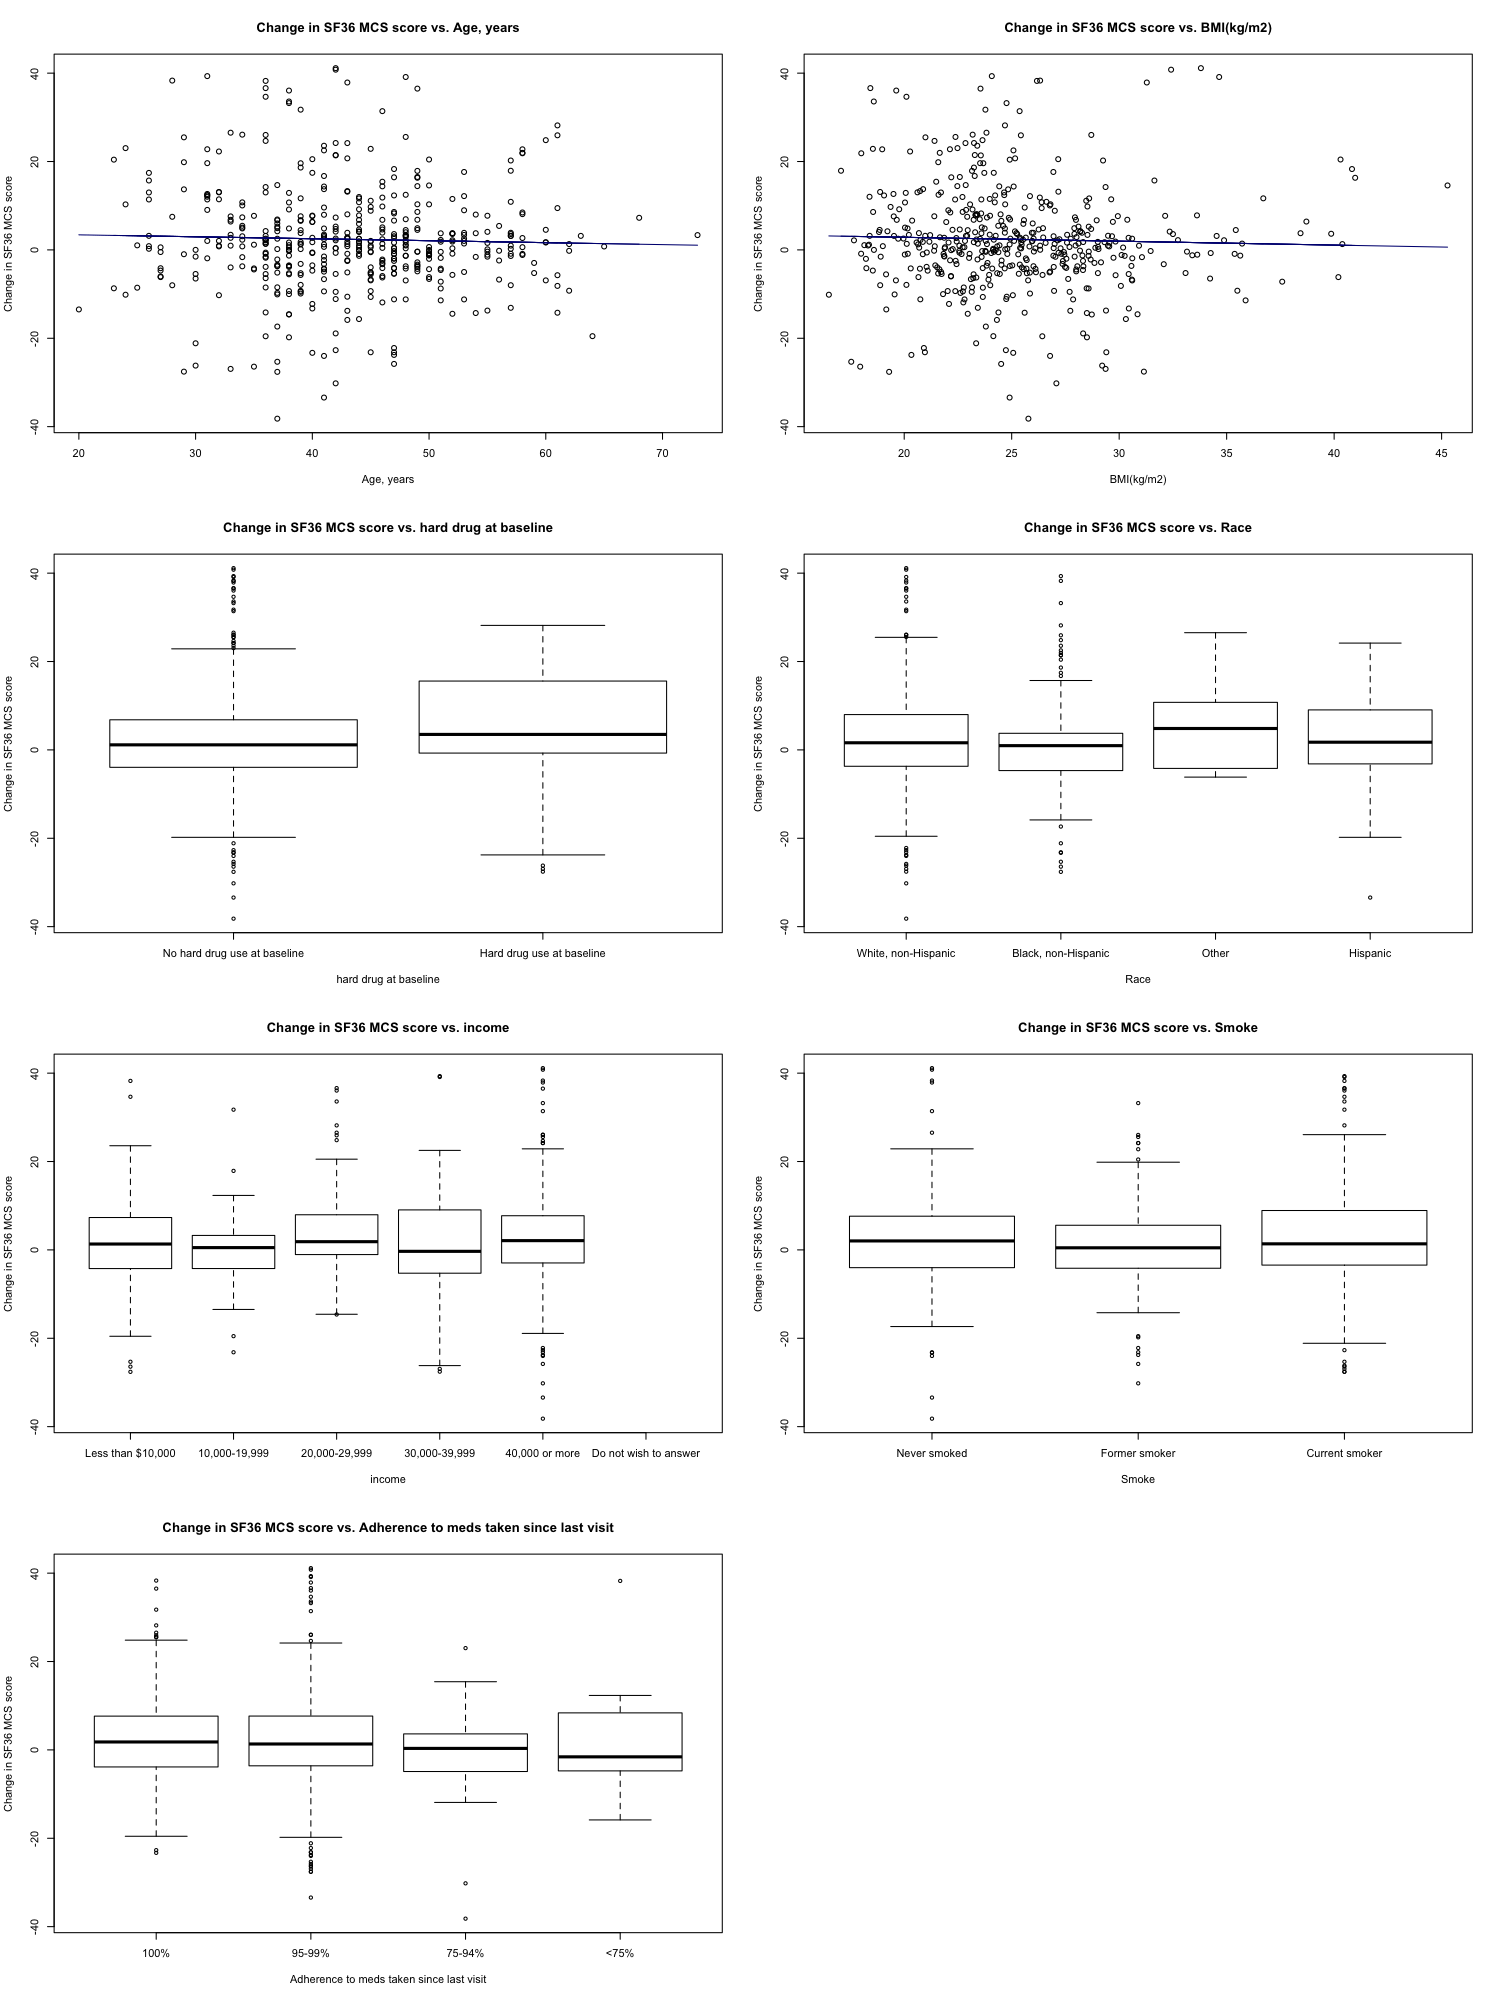 Change in SF36 MCS score vs. Age, years
Change in SF36 MCS score
40
20
0
-20
-40
20 30 40 50 60 70
Age, years
Change in SF36 MCS score vs. BMI(kg/m2)
Change in SF36 MCS score
40
20
0
-20
-40
20 25 30 35 40 45
BMI(kg/m2)
Change in SF36 MCS score vs. hard drug at baseline
Change in SF36 MCS score
40
20
0
-20
-40
No hard drug use at baseline Hard drug use at baseline
hard drug at baseline
Change in SF36 MCS score vs. Race
Change in SF36 MCS score
40
20
0
-20
-40
White, non-Hispanic Black, non-Hispanic Other Hispanic
Race
Change in SF36 MCS score vs. income
Change in SF36 MCS score
40
20
0
-20
-40
Less than $10,000 10,000-19,999 20,000-29,999 30,000-39,999 40,000 or more Do not wish to answer
income
Change in SF36 MCS score vs. Smoke
Change in SF36 MCS score
40
20
0
-20
-40
Never smoked Former smoker Current smoker
Smoke
Change in SF36 MCS score vs. Adherence to meds taken since last visit
Change in SF36 MCS score
40
20
0
-20
-40
100% 95-99% 75-94% <75%
Adherence to meds taken since last visit